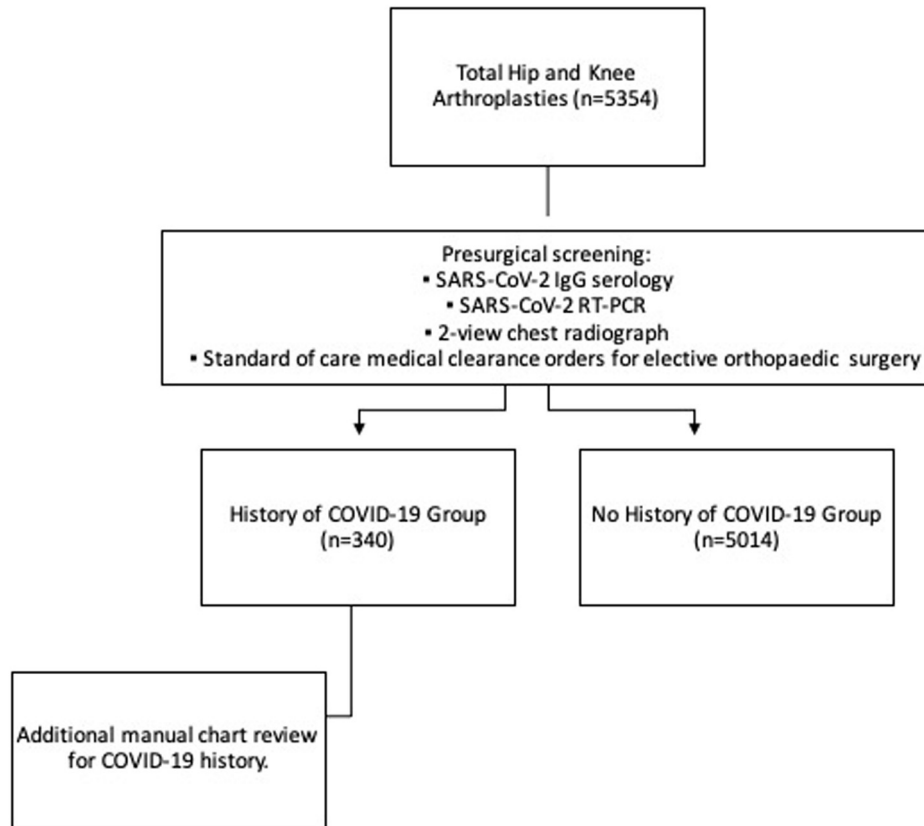 Total Hip and Knee
Arthroplasties (n=5354)
Presurgical screening:
▪ SARS-CoV-2 IgG serology
▪ SARS-CoV-2 RT-PCR
▪ 2-view chest radiograph
▪ Standard of care medical clearance orders for elective orthopaedic surgery
History of COVID-19 Group
(n=340)
No History of COVID-19 Group
(n=5014)
Additional manual chart review
for COVID-19 history.